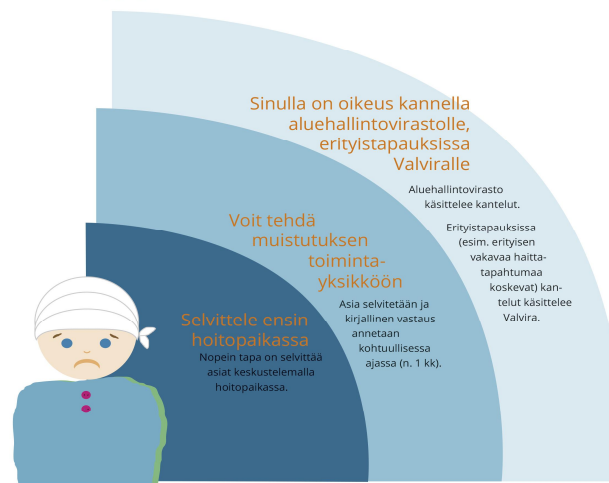 Sinulla on oikeus kannella
aluehallintovirastolle,
erityistapauksissa
Valviralle
Aluehallintovirasto
käsittelee kantelut.
Erityistapauksissa
(esim. erityisen
vakavaa haitta-
tapahtumaa
koskevat) kan-
telut käsittelee
Valvira.
Voit tehdä
muistutuksen
toiminta-
yksikköön
Asia selvitetään ja
kirjallinen vastaus
annetaan
kohtuullisessa
ajassa (n. 1 kk).
Selvittele ensin
hoitopaikassa
Nopein tapa on selvittää
asiat keskustelemalla
hoitopaikassa.